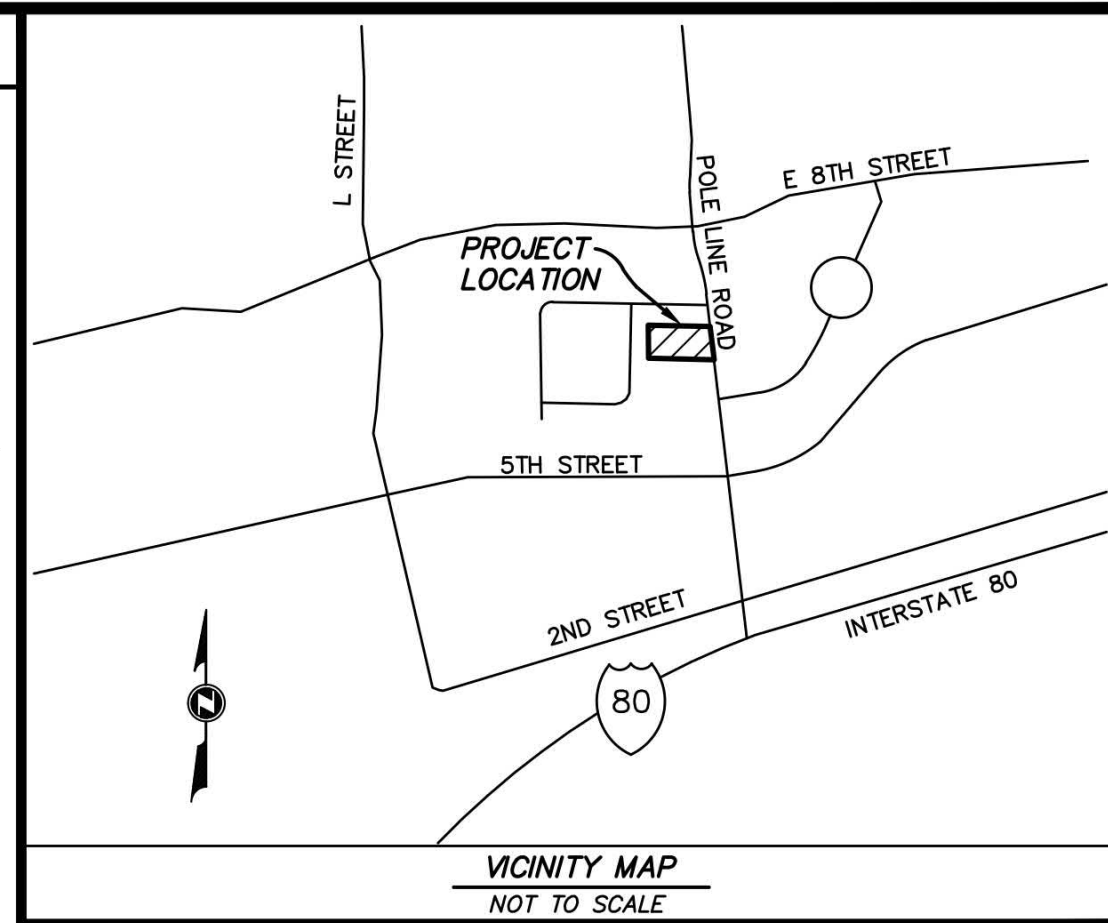 L STREET
POLE LINE ROAD
E 8TH STREET
PROJECT
LOCATION
5TH STREET
2ND STREET
INTERSTATE 80
80
N
VICINITY MAP
NOT TO SCALE